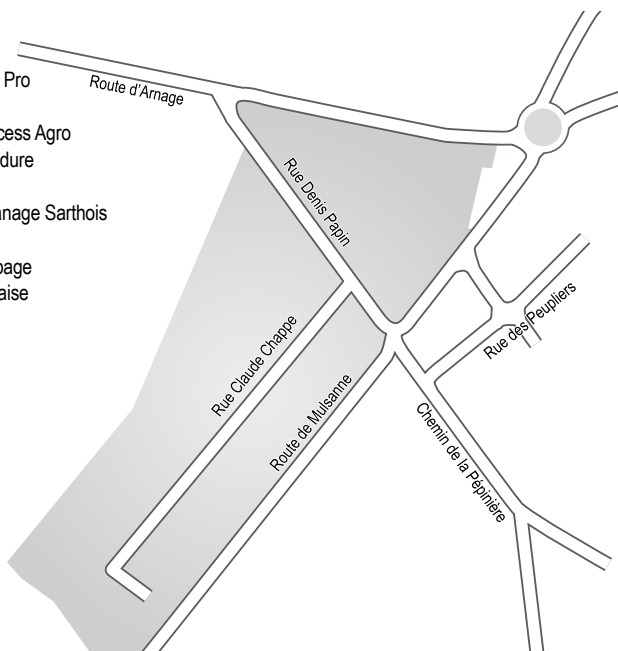 Pro
cess Agro
dure
anage Sarthois
page
aise
Route d'Arnage
Rue Denis Papin
Rue Claude Chappe
Route de Mulsanne
Rue des Peupliers
Chemin de la Pépinière